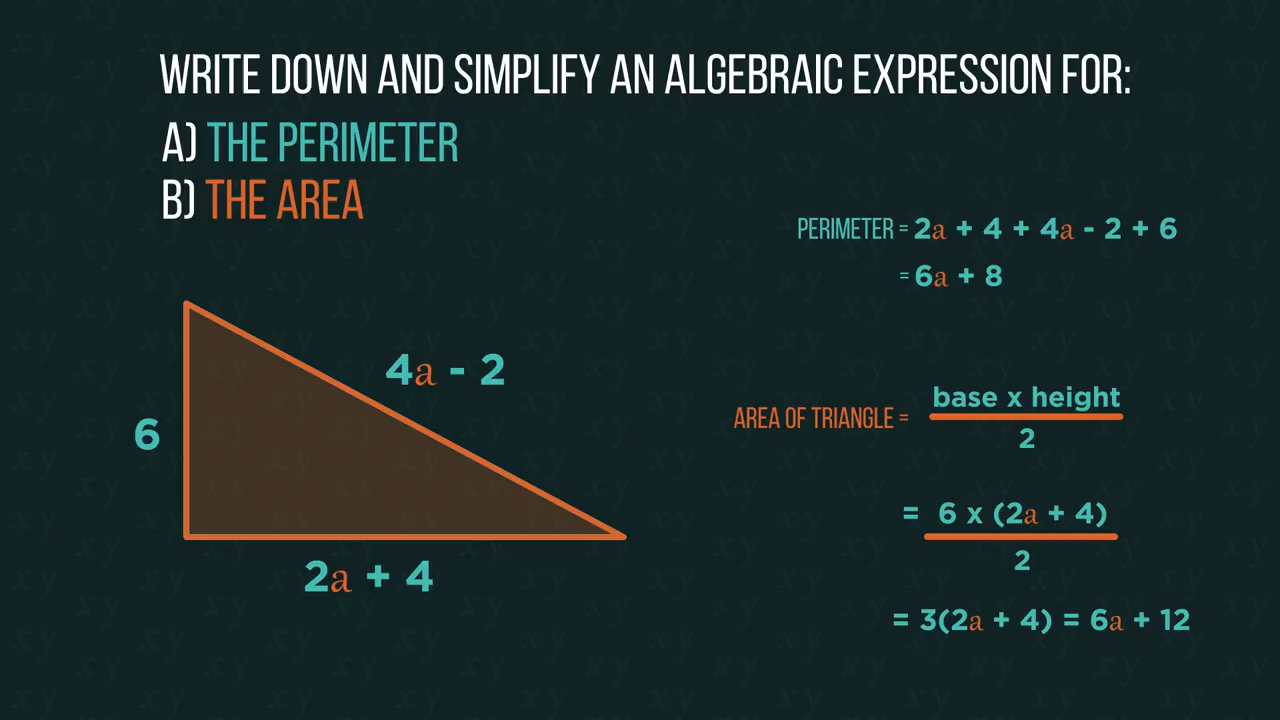 WRITE DOWN AND SIMPLIFY AN ALGEBRAIC EXPRESSION FOR:
A) THE PERIMETER
B) THE AREA
PERIMETER = 2a + 4 + 4a - 2 + 6
= 6a + 8
4a - 2
6
2a + 4
AREA OF TRIANGLE = base x height
2
= 6 x (2a + 4)
2
= 3(2a + 4) = 6a + 12